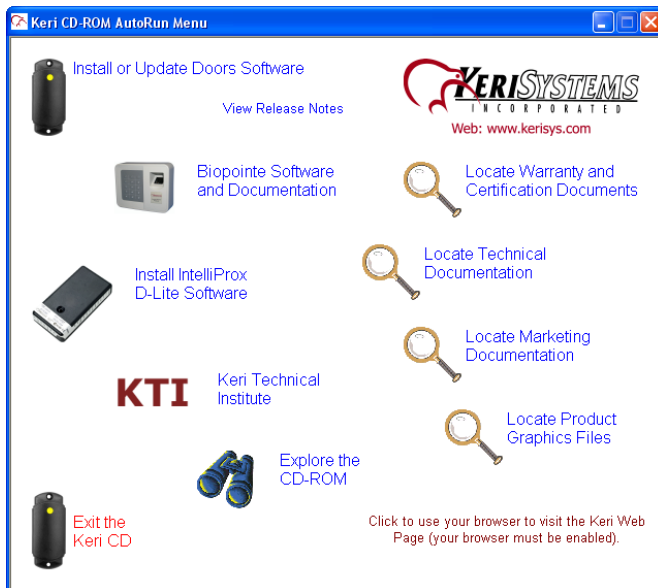 Keri CD-ROM AutoRun Menu
Install or Update Doors Software
View Release Notes
KERISYSTEMS
INCORPORATED
Web: www.kerisys.com
Biopointe Software
and Documentation
Locate Warranty and
Certification Documents
Install IntelliProx
D-Lite Software
Locate Technical
Documentation
Locate Marketing
Documentation
KTI
Keri Technical
Institute
Locate Product
Graphics Files
Explore the
CD-ROM
Exit the
Keri CD
Click to use your browser to visit the Keri Web
Page (your browser must be enabled).